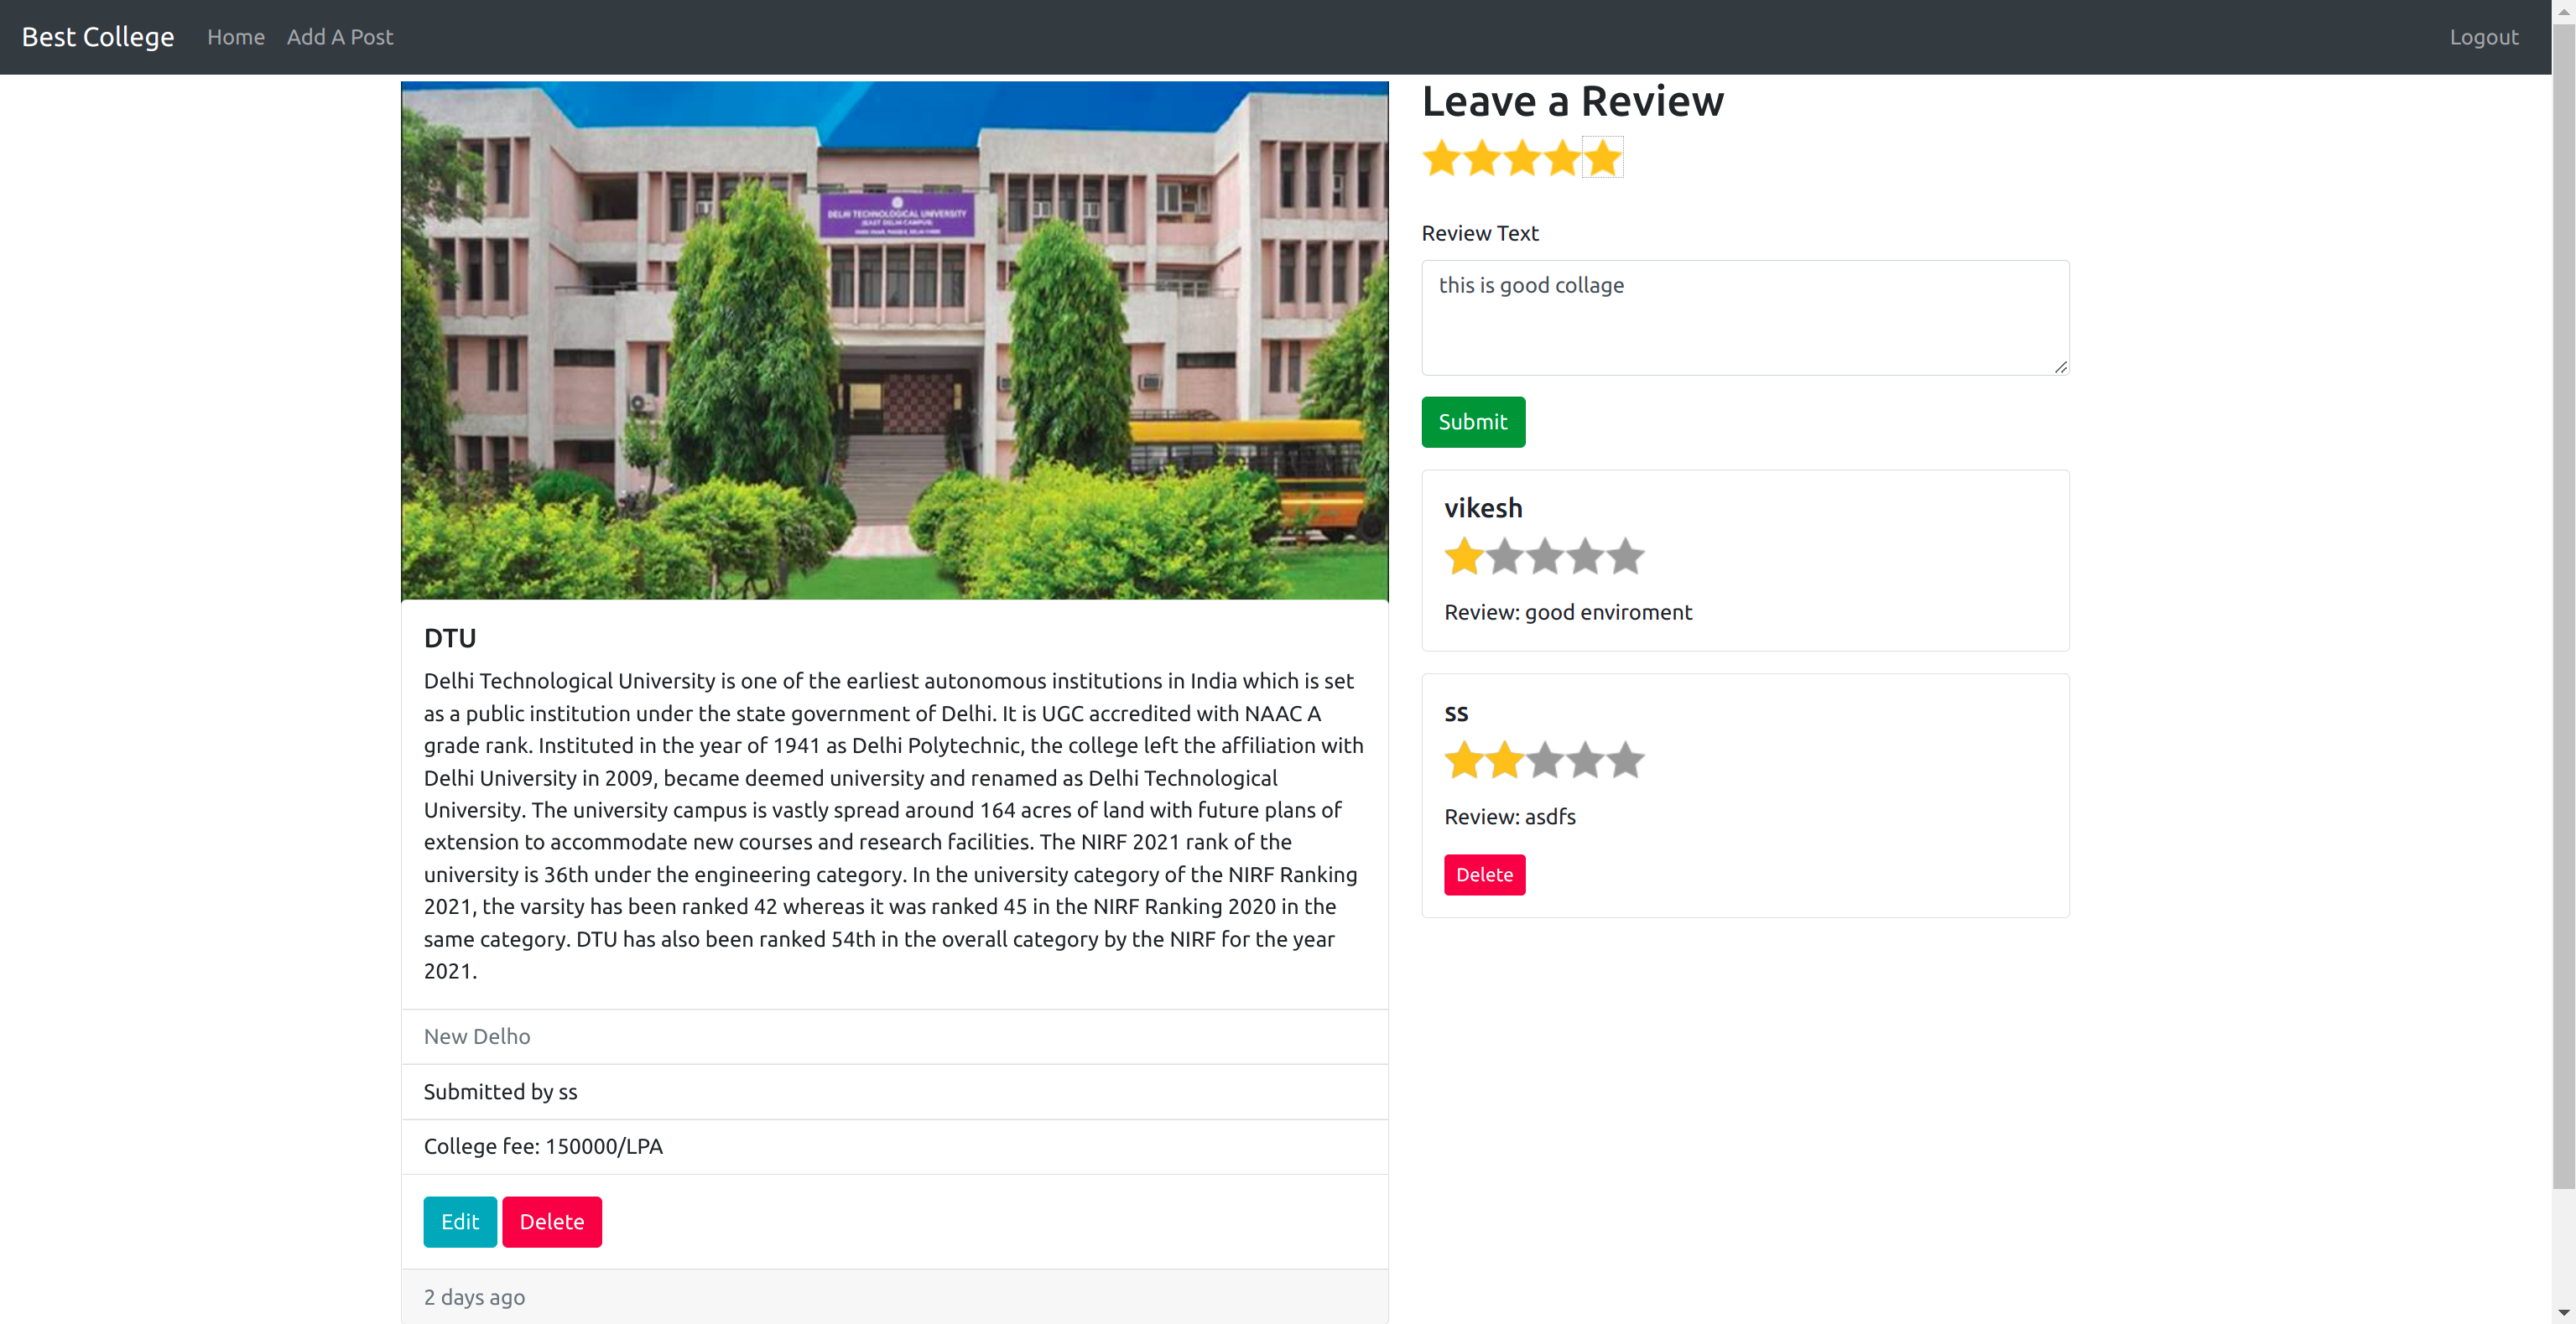 Best College
Home
Add A Post
Logout
DELHI TECHNOLOGICAL UNIVERSITY
(EAST DELHI CAMPUS)
DTU
Delhi Technological University is one of the earliest autonomous institutions in India which is set
as a public institution under the state government of Delhi. It is UGC accredited with NAAC A
grade rank. Instituted in the year of 1941 as Delhi Polytechnic, the college left the affiliation with
Delhi University in 2009, became deemed university and renamed as Delhi Technological
University. The university campus is vastly spread around 164 acres of land with future plans of
extension to accommodate new courses and research facilities. The NIRF 2021 rank of the
university is 36th under the engineering category. In the university category of the NIRF Ranking
2021, the varsity has been ranked 42 whereas it was ranked 45 in the NIRF Ranking 2020 in the
same category. DTU has also been ranked 54th in the overall category by the NIRF for the year
2021.
New Delho
Submitted by ss
College fee: 150000/LPA
Edit
Delete
2 days ago
Leave a Review
Review Text
this is good collage
Submit
vikesh
Review: good enviroment
ss
Review: asdfs
Delete